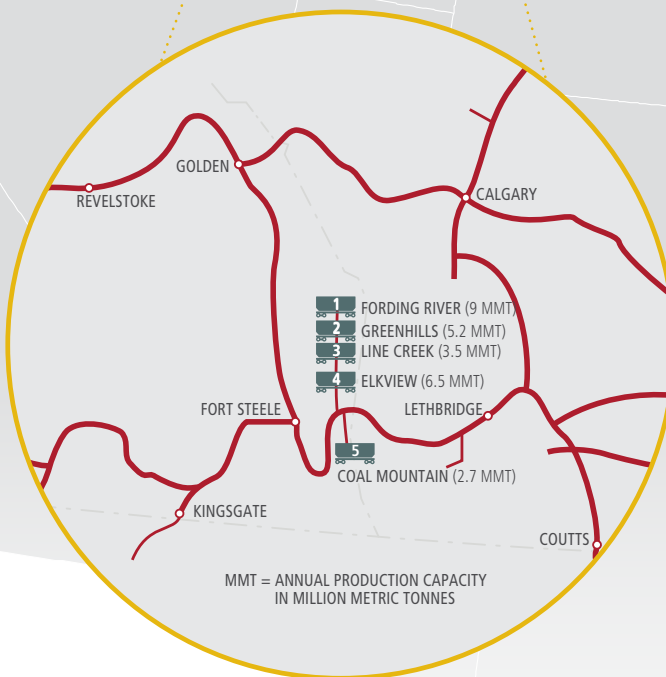 GOLDEN
REVELSTOKE
CALGARY
1 FORDING RIVER (9 MMT)
2 GREENHILLS (5.2 MMT)
3 LINE CREEK (3.5 MMT)
4 ELKVIEW (6.5 MMT)
FORT STEELE
LETHBRIDGE
5
COAL MOUNTAIN (2.7 MMT)
KINGSGATE
COUTTS
MMT = ANNUAL PRODUCTION CAPACITY
IN MILLION METRIC TONNES